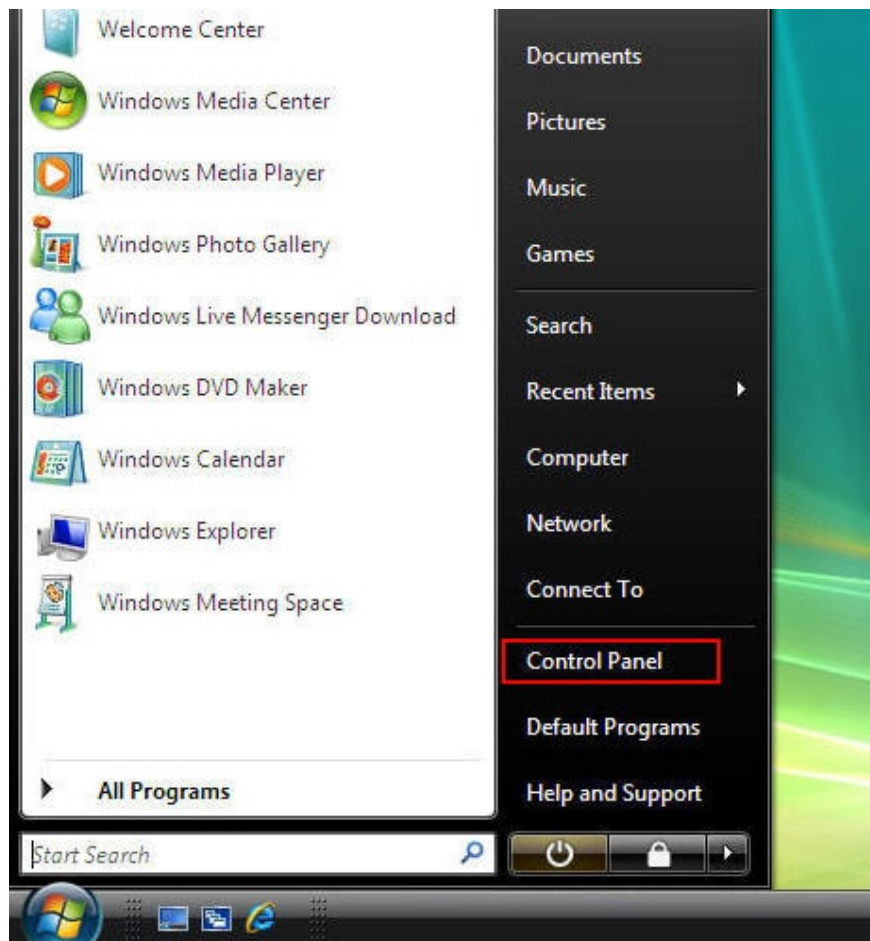 Welcome Center
Windows Media Center
Windows Media Player
Windows Photo Gallery
Windows Live Messenger Download
Windows DVD Maker
Windows Calendar
Windows Explorer
Windows Meeting Space
All Programs
Start Search
Documents
Pictures
Music
Games
Search
Recent Items
Computer
Network
Connect To
Control Panel
Default Programs
Help and Support